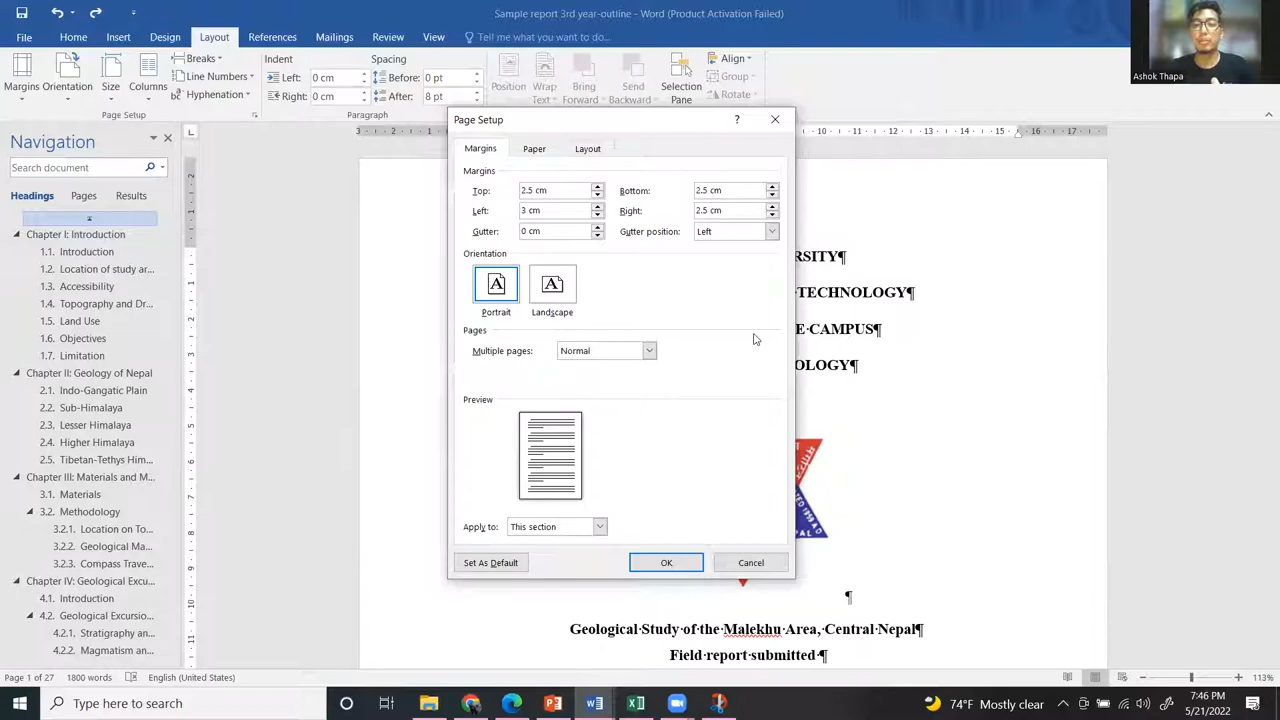 Sample report 3rd year-outline - Word (Product Activation Failed)
File Home Insert Design Layout References Mailings Review View Tell me what you want to do...
Ashok Thapa
Margins Orientation Size Columns
Breaks
Line Numbers
Hyphenation
Page Setup
Indent
Left: 0 cm
Right: 0 cm
Spacing
Before: 0 pt
After: 8 pt
Paragraph
Position Wrap Text Bring Forward Send Backward Selection Pane
Align
Group
Rotate
Navigation
Search document
Headings Pages Results
Chapter I: Introduction
1.1. Introduction
1.2. Location of study ar...
1.3. Accessibility
1.4. Topography and Dr...
1.5. Land Use
1.6. Objectives
1.7. Limitation
Chapter II: Geology of Nepal
2.1. Indo-Gangatic Plain
2.2. Sub-Himalaya
2.3. Lesser Himalaya
2.4. Higher Himalaya
2.5. Tibetan-Tethys Him...
Chapter III: Materials and M...
3.1. Materials
3.2. Methodology
3.2.1. Location on To...
3.2.2. Geological Ma...
3.2.3. Compass Trave...
Chapter IV: Geological Excu...
4.1. Introduction
4.2. Geological Excursio...
4.2.1. Stratigraphy an...
4.2.2. Magmatism an...
Page Setup ?
Margins Paper Layout
Margins
Top: 2.5 cm Bottom: 2.5 cm
Left: 3 cm Right: 2.5 cm
Gutter: 0 cm Gutter position: Left
Orientation
Portrait Landscape
Pages
Multiple pages: Normal
Preview
Apply to: This section
Set As Default OK Cancel
3 2 1 10 11 12 13 14 15 16 17
RSITY¶
TECHNOLOGY¶
E·CAMPUS¶
OLOGY¶
¶
Geological·Study·of·the·Malekhu·Area,·Central·Nepal¶
Field·report·submitted·¶
Page 1 of 27 1800 words English (United States) 113%
Type here to search
74°F Mostly clear
7:46 PM
5/21/2022